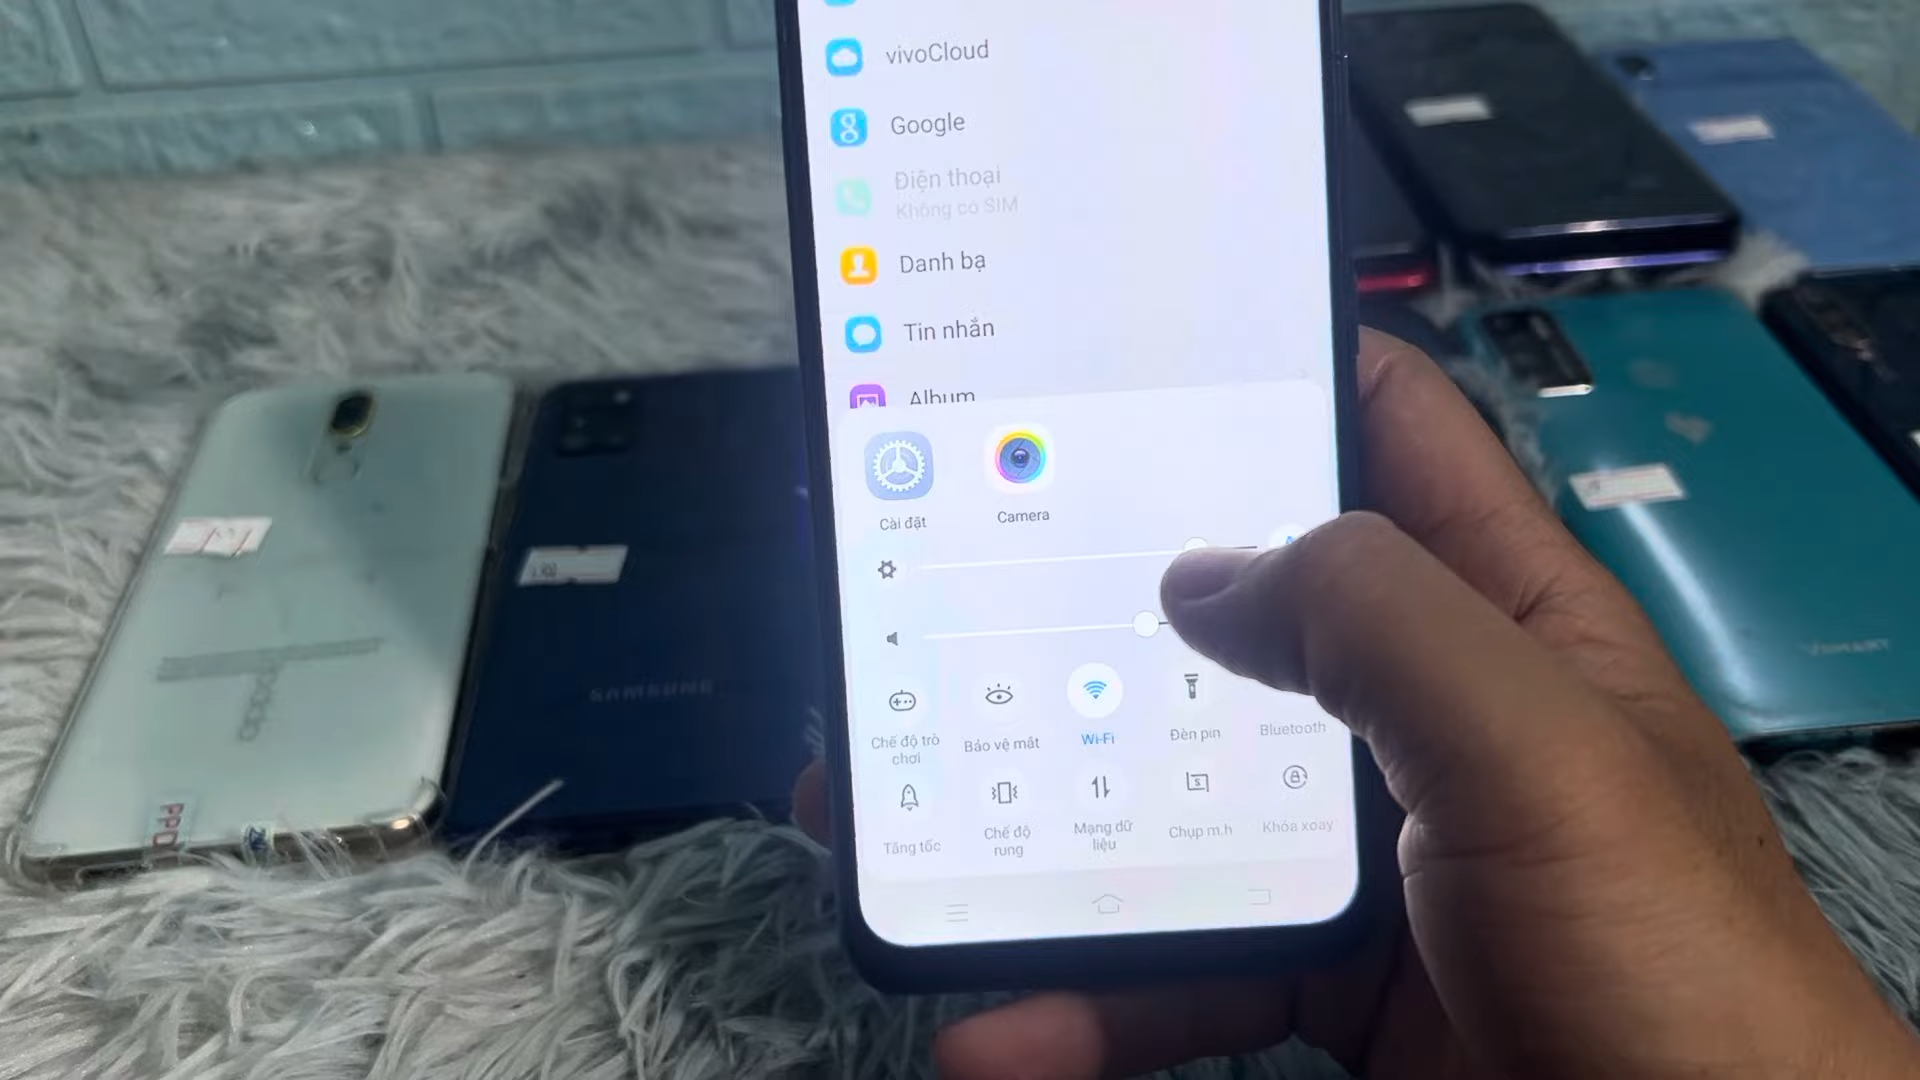 vivoCloud
Google
Điện thoại
Không có SIM
Danh bạ
Tin nhắn
Album
Cài đặt
Camera
Chế độ trò
chơi
Bảo vệ mắt
Wi-Fi
Đèn pin
Bluetooth
Tăng tốc
Chế độ
rung
Mạng dữ
liệu
Chụp m.h
Khóa xoay
oppo
SAMSUNG